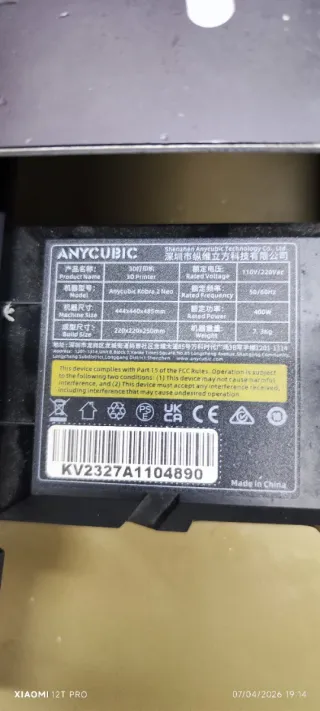 ANYCUBIC
Shenzhen Anycubic Technology Co., Ltd
深圳市纵维立方科技有限公司
产品名称: 3D打印机 额定电压: 110V/220Vac
Product Name 3D Printer Rated Voltage
机器型号: Anycubic Kobra 2 Neo 额定频率: 50/60Hz
Model Rated Frequency
机器尺寸: 444x440x485mm 额定功率: 400W
Machine Size Rated Power
成型尺寸: 220x220x250mm 机器重量: 7.3kg
Build Size Weight
This device complies with Part 15 of the FCC Rules. Operation is subject
to the following two conditions: (1) This device may not cause harmful
interference, and (2) This device must accept any interference received,
including interference that may cause undesired operation.
PS E UK CA CE
KV2327A1104890
Made in China
XIAOMI 12T PRO 07/04/2026 19:14